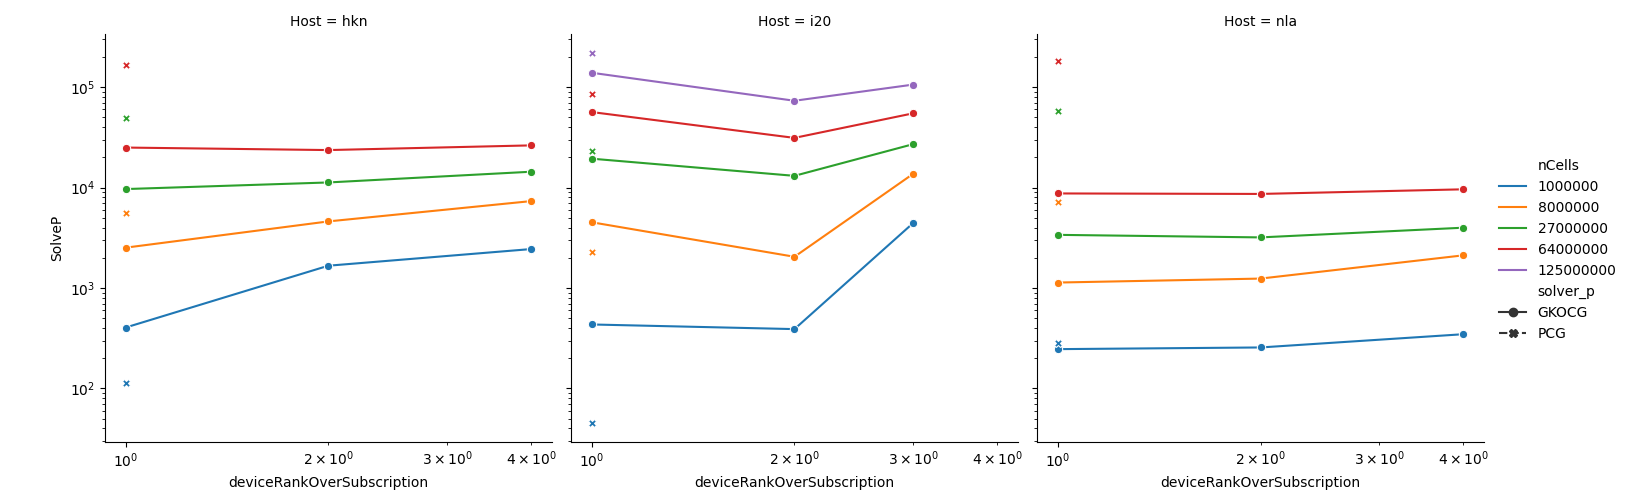 Host = hkn
Host = i20
Host = nla
SolveP
10^5
10^4
10^3
10^2
10^0
2 × 10^0
3 × 10^0
4 × 10^0
10^0
2 × 10^0
3 × 10^0
4 × 10^0
10^0
2 × 10^0
3 × 10^0
4 × 10^0
deviceRankOverSubscription
deviceRankOverSubscription
deviceRankOverSubscription
nCells
1000000
8000000
27000000
64000000
125000000
solver_p
GKOCG
PCG